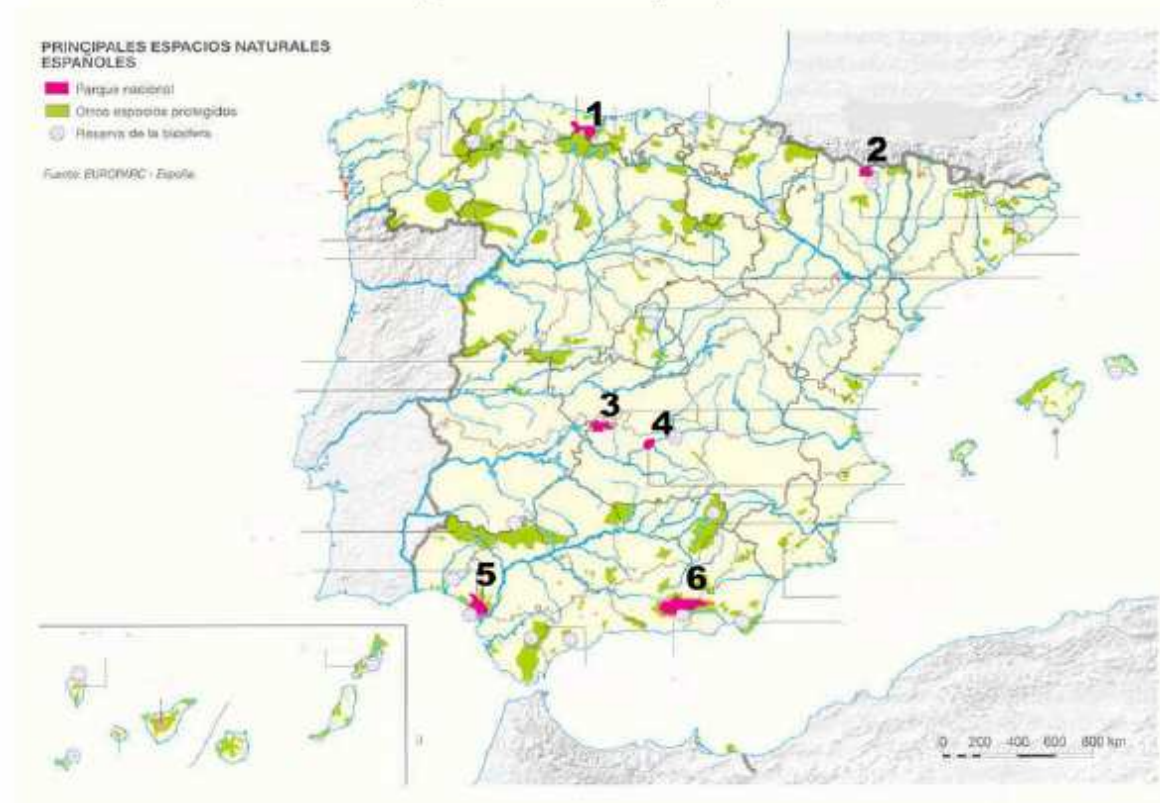 PRINCIPALES ESPACIOS NATURALES
ESPAÑOLES
Parque nacional
Otros espacios protegidos
Reserva de la biosfera
Fuente: EUROPARC - España.
1
2
3
4
5
6
0 200 400 600 800 km